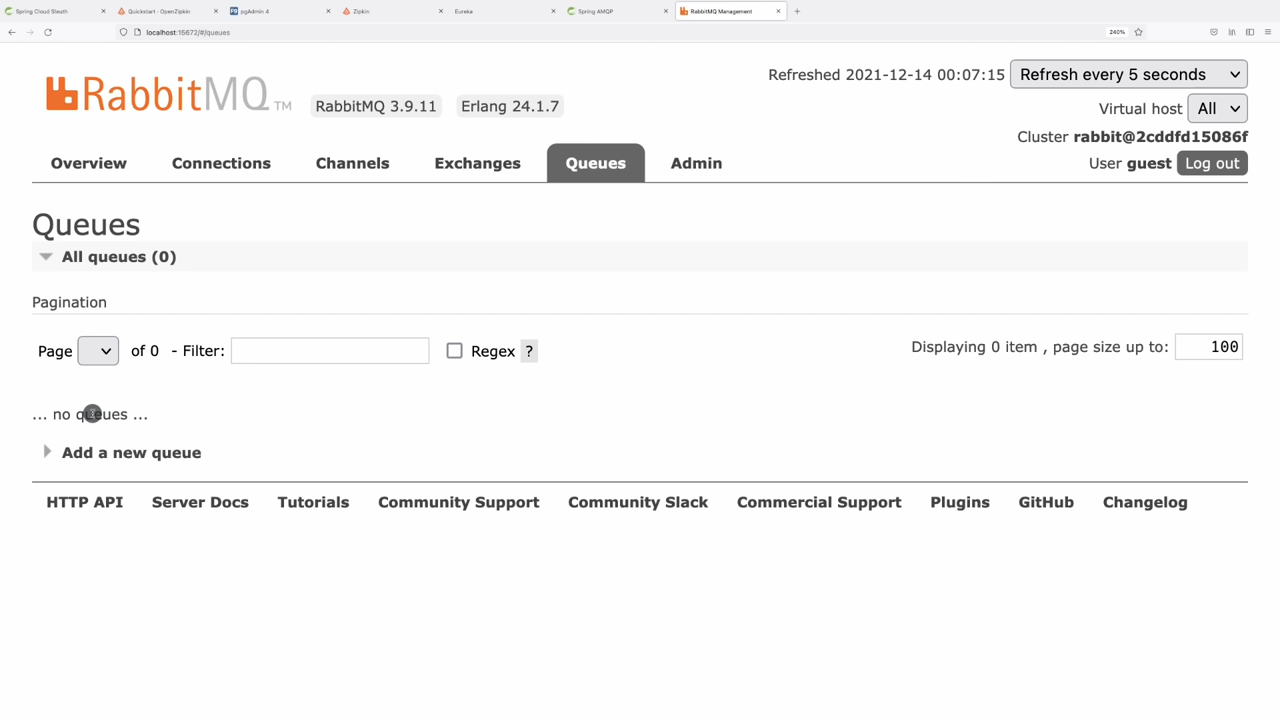 Spring Cloud Sleuth
Quickstart · OpenZipkin
pgAdmin 4
Zipkin
Eureka
Spring AMQP
RabbitMQ Management
localhost:15672/#/queues
240%
RabbitMQ TM
RabbitMQ 3.9.11
Erlang 24.1.7
Refreshed 2021-12-14 00:07:15
Refresh every 5 seconds
Virtual host All
Cluster rabbit@2cddfd15086f
User guest Log out
Overview
Connections
Channels
Exchanges
Queues
Admin
Queues
All queues (0)
Pagination
Page of 0 - Filter: Regex ?
Displaying 0 item , page size up to: 100
... no queues ...
Add a new queue
HTTP API
Server Docs
Tutorials
Community Support
Community Slack
Commercial Support
Plugins
GitHub
Changelog